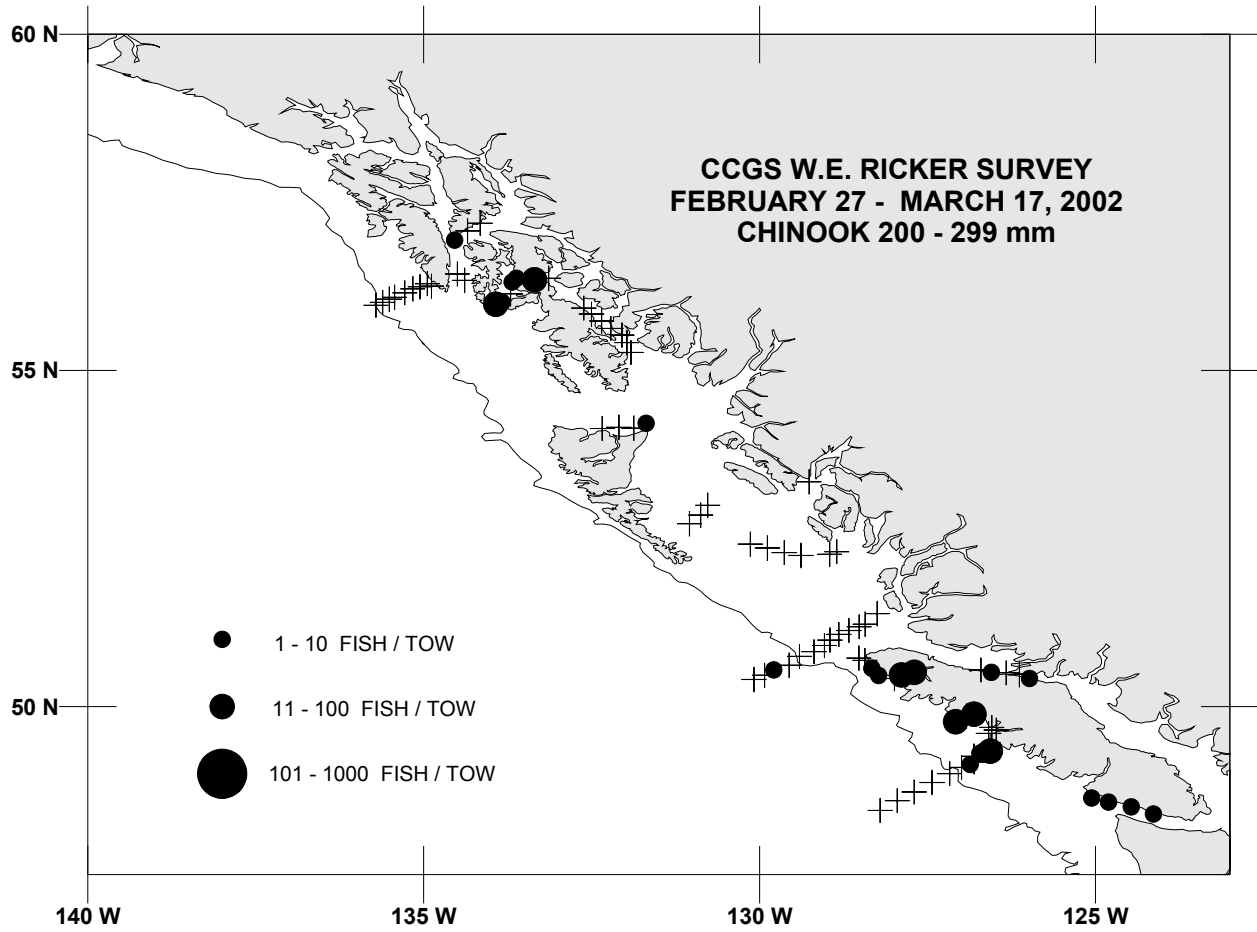 60 N
CCGS W.E. RICKER SURVEY
FEBRUARY 27 - MARCH 17, 2002
CHINOOK 200 - 299 mm
55 N
1 - 10 FISH / TOW
50 N
11 - 100 FISH / TOW
101 - 1000 FISH / TOW
140 W
135 W
130 W
125 W